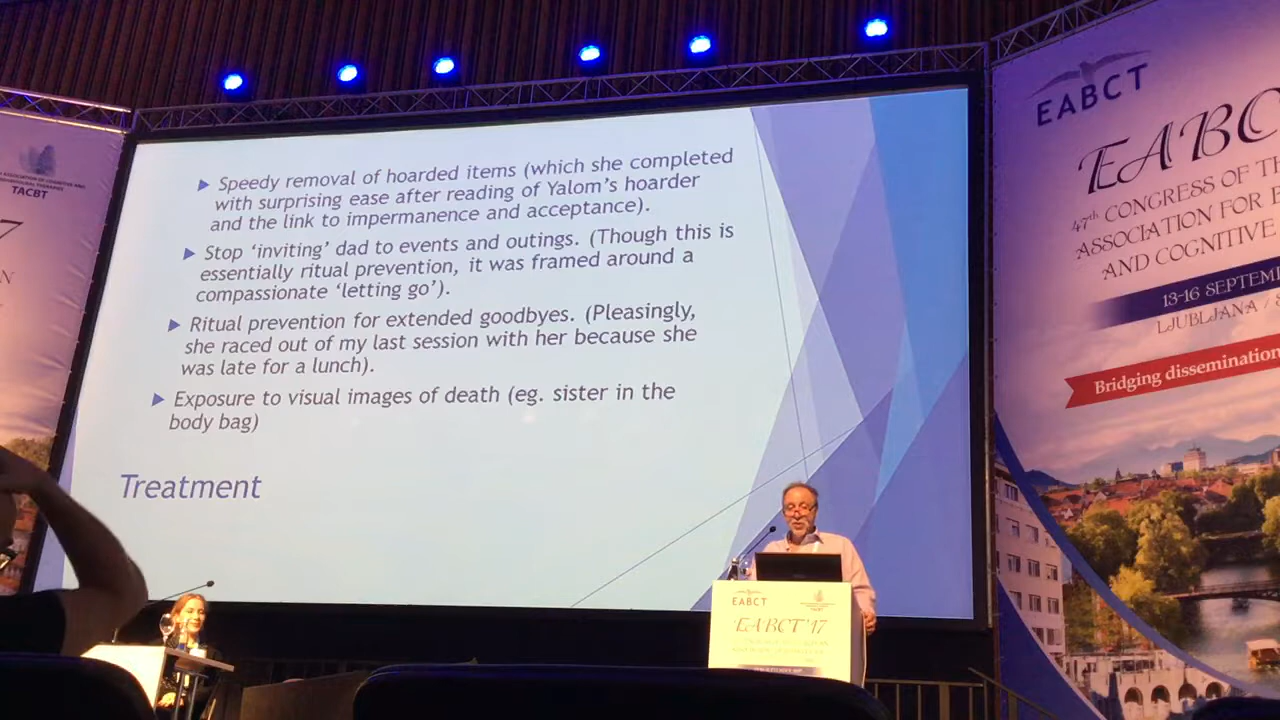 Speedy removal of hoarded items (which she completed
with surprising ease after reading of Yalom's hoarder
and the link to impermanence and acceptance).
Stop 'inviting' dad to events and outings. (Though this is
essentially ritual prevention, it was framed around a
compassionate 'letting go').
Ritual prevention for extended goodbyes. (Pleasingly,
she raced out of my last session with her because she
was late for a lunch).
Exposure to visual images of death (eg. sister in the
body bag)
Treatment
TACBT
EABCT
EABC
47th CONGRESS OF
ASSOCIATION FOR
AND COGNITIVE
13-16
LJUBLJANA /
Bridging dissemination
EABCT
EABCT'17